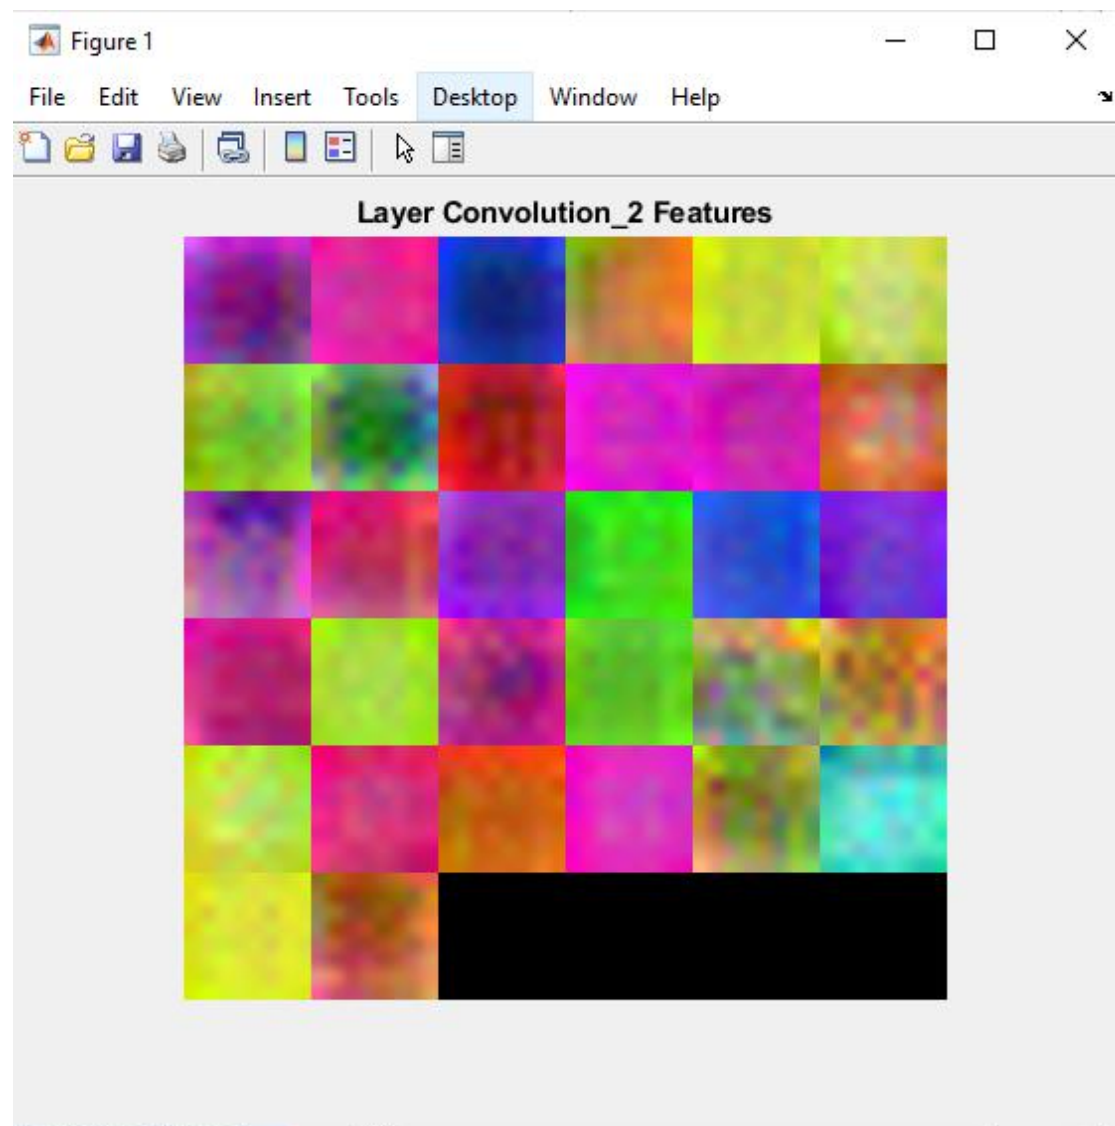 Figure 1
File Edit View Insert Tools Desktop Window Help
Layer Convolution_2 Features